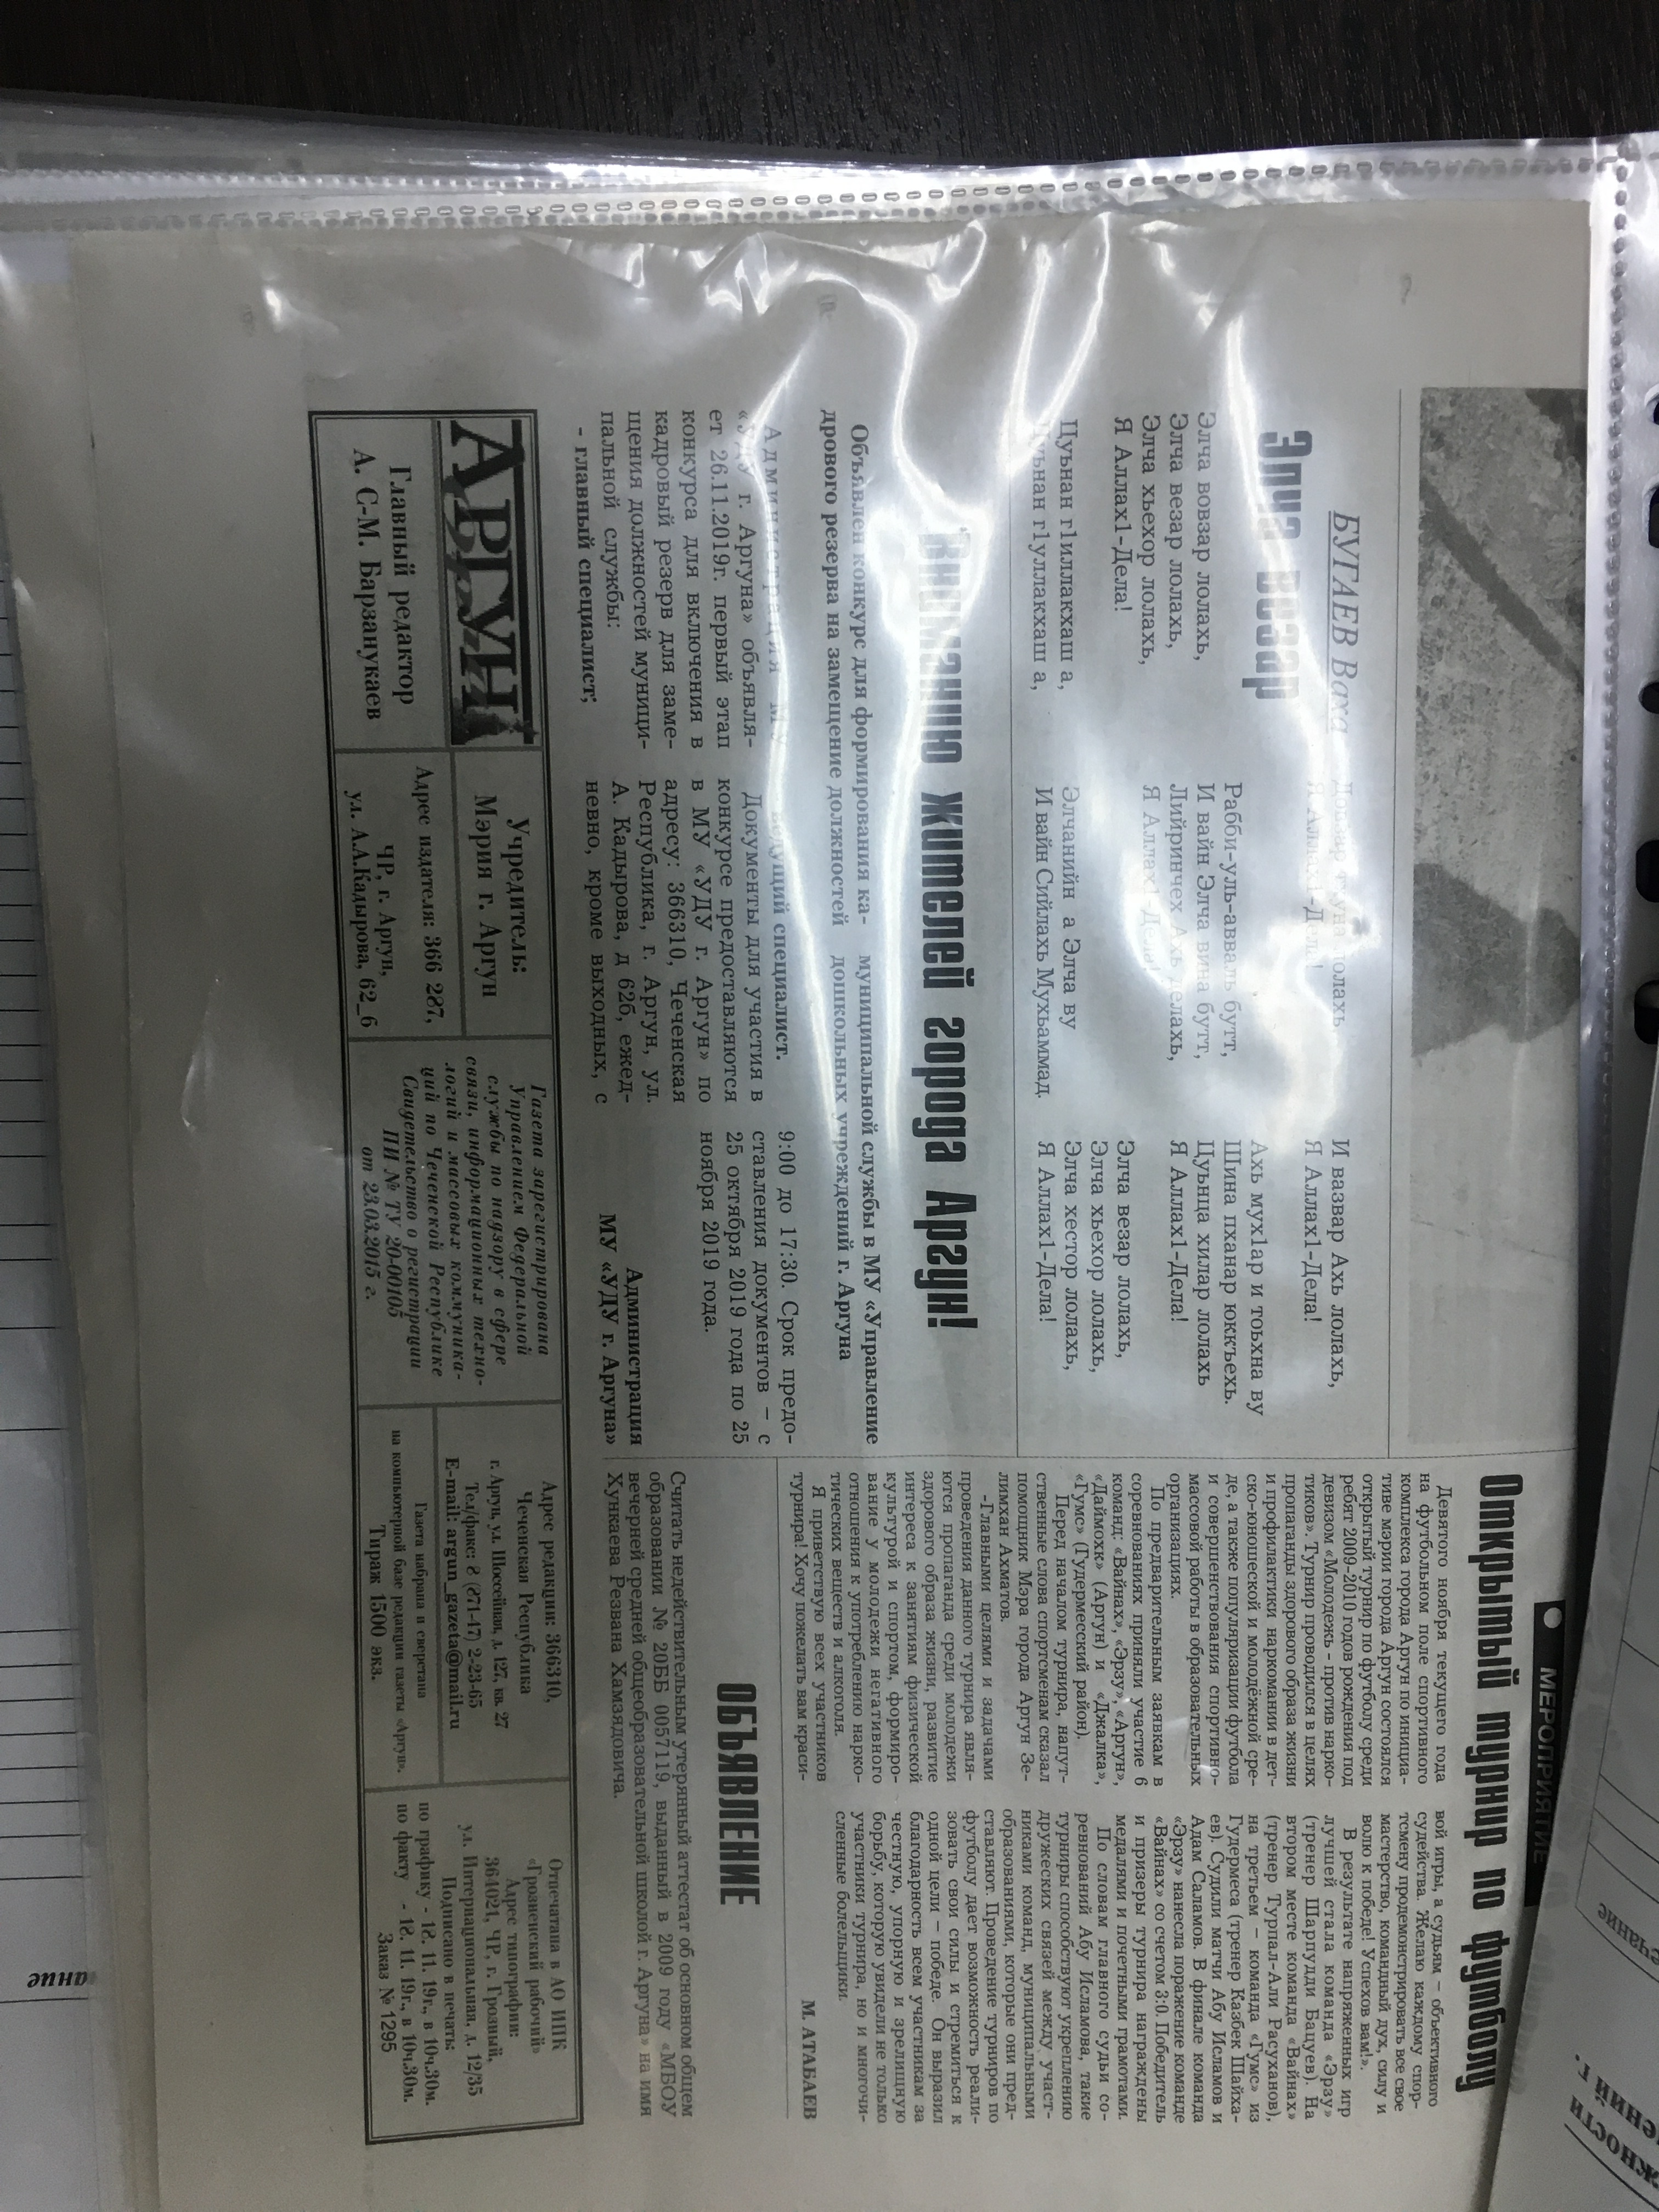 БУГАЕВ Ваха
Элча везар
Элча вовзар лолахь,
Элча везар лолахь,
Элча хьехор лолахь,
Я Аллах1-Дела!
Цуьнан г1иллакхаш а,
Цуьнан г1уллакхаш а,
лолахь,
Я Аллах1-Дела!
Рабби-уль-авваль бутт,
И вайн Элча вина бутт,
Лийринчех Ахь делахь,
Я Аллах1-Дела!
Элчанийн а Элча ву
И вайн Сийлахь Мухьаммад.
И вазвар Ахь лолахь,
Я Аллах1-Дела!
Ахь мух1ар и тоьхна ву
Шина пханар юккъехь.
Цуьнца хилар лолахь
Я Аллах1-Дела!
Элча везар лолахь,
Элча хьехор лолахь,
Элча хестор лолахь,
Я Аллах1-Дела!
Вниманию жителей города Аргун!
Объявлен конкурс для формирования ка-
дрового резерва на замещение должностей
муниципальной службы в МУ «Управление
дошкольных учреждений г. Аргуна
Администрация МУ
«УДУ г. Аргуна» объявля-
ет 26.11.2019г. первый этап
конкурса для включения в
кадровый резерв для заме-
щения должностей муници-
пальной службы:
- главный специалист;
специалист.
Документы для участия в
конкурсе предоставляются
в МУ «УДУ г. Аргун» по
адресу: 366310, Чеченская
Республика, г. Аргун, ул.
А. Кадырова, д 62б, ежед-
невно, кроме выходных, с
9:00 до 17:30. Срок предо-
ставления документов – с
25 октября 2019 года по 25
ноября 2019 года.
Администрация
МУ «УДУ г. Аргуна»
МЕРОПРИЯТИЕ
Открытый турнир по футболу
Девятого ноября текущего года
на футбольном поле спортивного
комплекса города Аргун по инициа-
тиве мэрии города Аргун состоялся
открытый турнир по футболу среди
ребят 2009-2010 годов рождения под
девизом «Молодежь – против нарко-
тиков». Турнир проводился в целях
пропаганды здорового образа жизни
и профилактики наркомании в дет-
ско-юношеской и молодёжной сре-
де, а также популяризации футбола
и совершенствования спортивно-
массовой работы в образовательных
организациях.
По предварительным заявкам в
соревнованиях приняли участие 6
команд: «Вайнах», «Эрзу», «Аргун»,
«Даймохк» (Аргун) и «Джалка»,
«Гумс» (Гудермесский район).
Перед началом турнира, напут-
ственные слова спортсменам сказал
помощник Мэра города Аргун Зе-
лимхан Ахматов.
-Главными целями и задачами
проведения данного турнира явля-
ются пропаганда среди молодежи
здорового образа жизни, развитие
интереса к занятиям физической
культурой и спортом, формиро-
вание у молодежи негативного
отношения к употреблению нарко-
тических веществ и алкоголя.
Я приветствую всех участников
турнира! Хочу пожелать вам краси-
вой игры, а судьям – объективного
судейства. Желаю каждому спор-
тсмену продемонстрировать все свое
мастерство, командный дух, силу и
волю к победе! Успехов вам!».
В результате напряженных игр
лучшей стала команда «Эрзу»
(тренер Шарпудди Бацуев). На
втором месте команда «Вайнах»
(тренер Турпал-Али Расуханов),
на третьем – команда «Гумс» из
Гудермеса (тренер Казбек Шайха-
ев). Судили матчи Абу Исламов и
Адам Саламов. В финале команда
«Эрзу» нанесла поражение команде
«Вайнах» со счетом 3:0. Победитель
и призеры турнира награждены
медалями и почетными грамотами.
По словам главного судьи со-
ревнований Абу Исламова, такие
турниры способствуют укреплению
дружеских связей между участ-
никами команд, муниципальными
образованиями, которые они пред-
ставляют. Проведение турниров по
футболу дает возможность реали-
зовать свои силы и стремиться к
одной цели – победе. Он выразил
благодарность всем участникам за
честную, упорную и зрелищную
борьбу, которую увидели не только
участники турнира, но и многочи-
сленные болельщики.
М. АТАБАЕВ
ОБЪЯВЛЕНИЕ
Считать недействительным утерянный аттестат об основном общем
образовании № 20ББ 0057119, выданный в 2009 году «МБОУ
вечерней средней общеобразовательной школой г. Аргуна» на имя
Хункаева Резвана Хамзядовича.
АРГУН
Главный редактор
А. С-М. Барзанукаев
Учредитель:
Мэрия г. Аргун
Адрес издателя: 366 287,
ЧР, г. Аргун,
ул. А.А.Кадырова, 62_б
Газета зарегистрирована
Управлением Федеральной
службы по надзору в сфере
связи, информационных техно-
логий и массовых коммуника-
ций по Чеченской Республике
Свидетельство о регистрации
ПИ № ТУ 20-00105
от 23.03.2015 г.
Адрес редакции: 366310,
Чеченская Республика
г. Аргун, ул. Шоссейная, д. 127, кв. 27
Тел/факс: 8 (871-47) 2-23-65
E-mail: argun_gazeta@mail.ru
Газета набрана и сверстана
на компьютерной базе редакции газеты «Аргун».
Тираж 1500 экз.
Отпечатана в АО ИПК
«Грозненский рабочий»
Адрес типографии:
364021, ЧР, г. Грозный,
ул. Интернациональная, д. 12/35
Подписано в печать:
по графику - 18. 11. 19г., в 10ч.30м.
по факту - 18. 11. 19г., в 10ч.30м.
Заказ № 1295